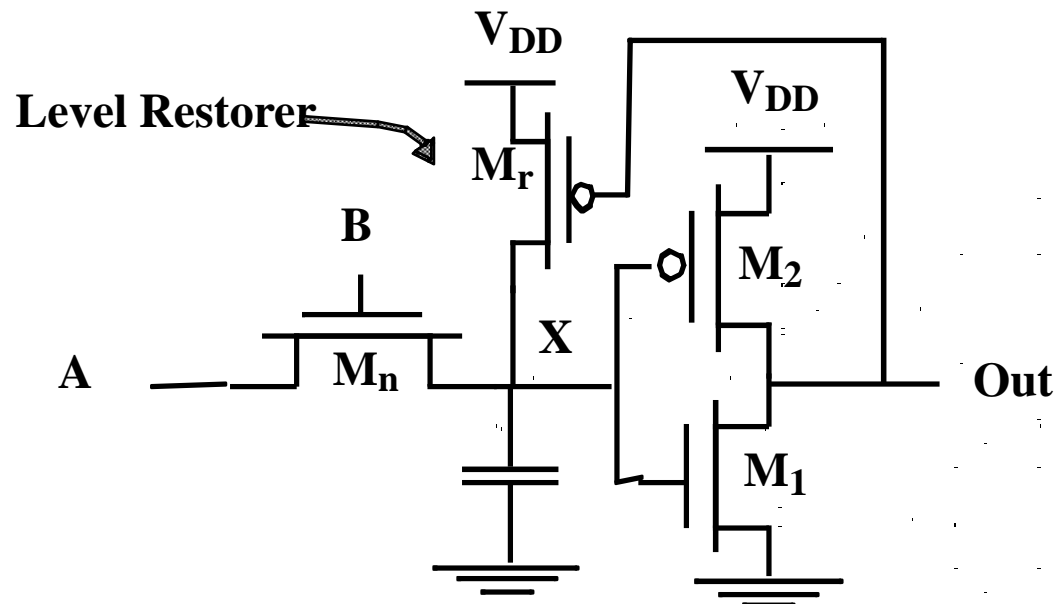 V_DD
V_DD
Level Restorer
M_r
B
M_2
X
M_n
A
Out
M_1